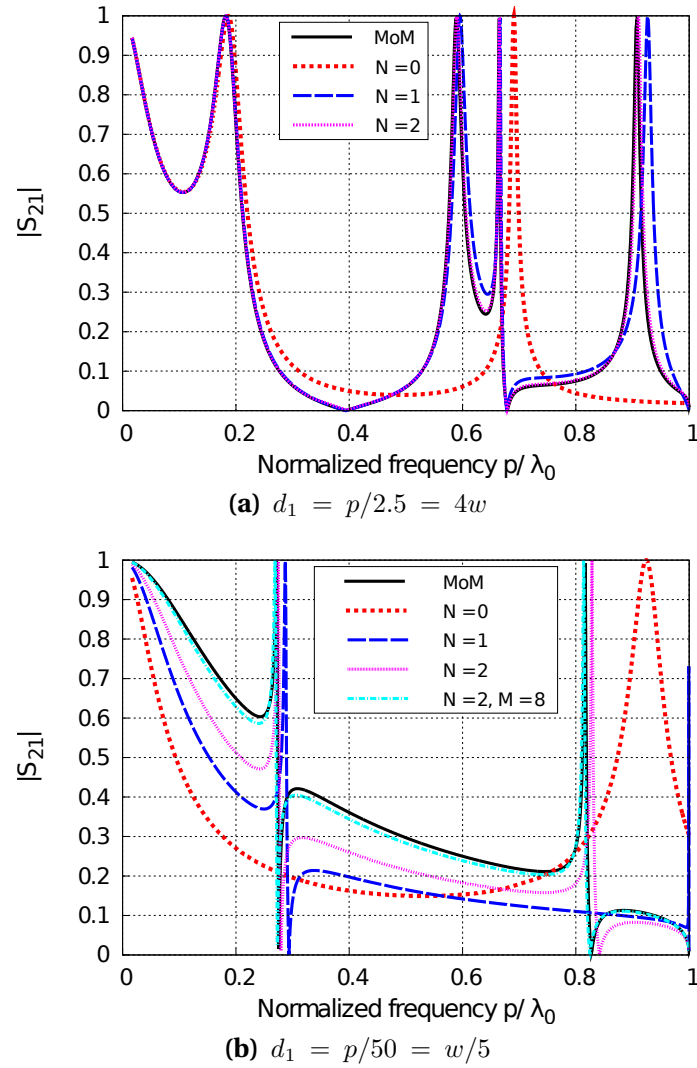 1
0.9
0.8
0.7
0.6
0.5
0.4
0.3
0.2
0.1
0
|S21|
MoM
N =0
N =1
N =2
0 0.2 0.4 0.6 0.8 1
Normalized frequency p/ λ0
(a) d1 = p/2.5 = 4w
1
0.9
0.8
0.7
0.6
0.5
0.4
0.3
0.2
0.1
0
|S21|
MoM
N =0
N =1
N =2
N =2, M =8
0 0.2 0.4 0.6 0.8 1
Normalized frequency p/ λ0
(b) d1 = p/50 = w/5